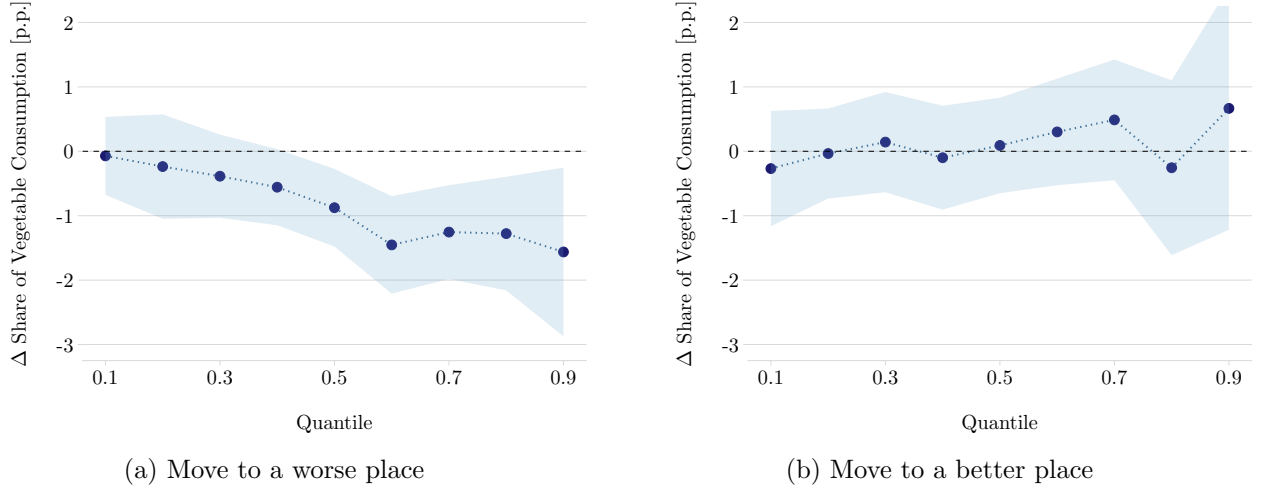 Δ Share of Vegetable Consumption [p.p.]
2
1
0
-1
-2
-3
0.1 0.3 0.5 0.7 0.9
Quantile
(a) Move to a worse place
Δ Share of Vegetable Consumption [p.p.]
2
1
0
-1
-2
-3
0.1 0.3 0.5 0.7 0.9
Quantile
(b) Move to a better place